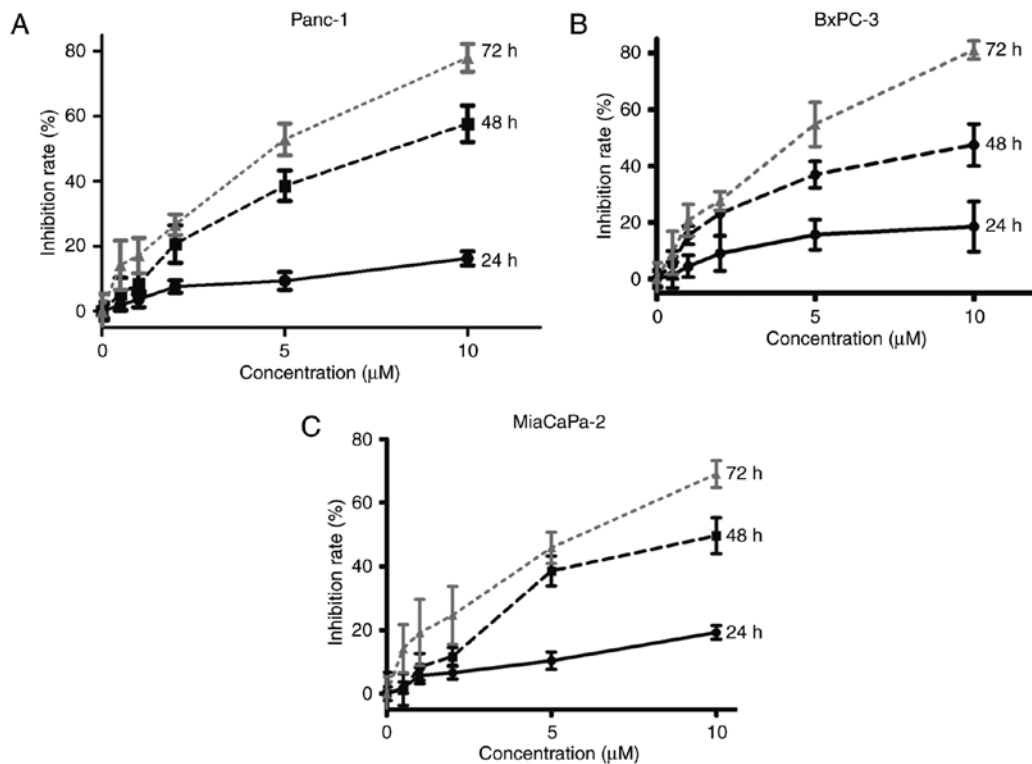 A
Panc-1
80
60
40
20
0
Inhibition rate (%)
72 h
48 h
24 h
0
5
10
Concentration (μM)
B
BxPC-3
80
60
40
20
0
Inhibition rate (%)
72 h
48 h
24 h
0
5
10
Concentration (μM)
C
MiaCaPa-2
80
60
40
20
0
Inhibition rate (%)
72 h
48 h
24 h
0
5
10
Concentration (μM)